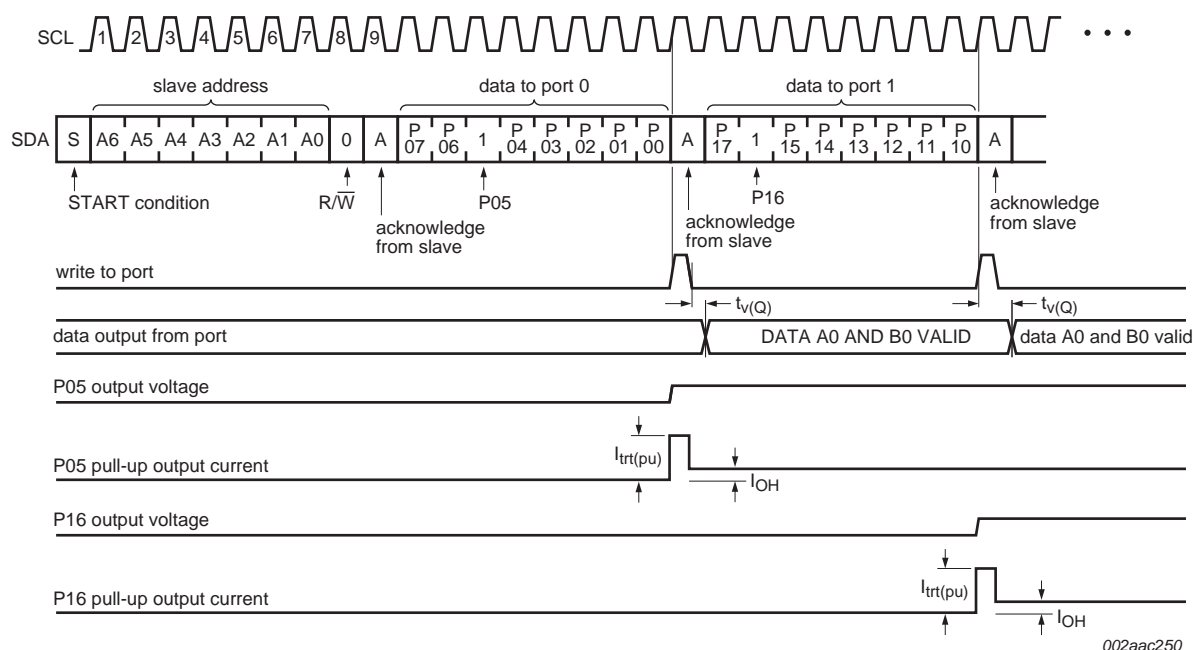 SCL 1 2 3 4 5 6 7 8 9
slave address data to port 0 data to port 1
SDA S A6 A5 A4 A3 A2 A1 A0 0 A P07 P06 1 P04 P03 P02 P01 P00 A P17 1 P15 P14 P13 P12 P11 P10 A
START condition R/W P05 P16
acknowledge from slave
acknowledge from slave
acknowledge from slave
write to port
tv(Q) tv(Q)
data output from port DATA A0 AND B0 VALID data A0 and B0 valid
P05 output voltage
Itrt(pu)
P05 pull-up output current
IOH
P16 output voltage
Itrt(pu)
P16 pull-up output current
IOH
002aac250